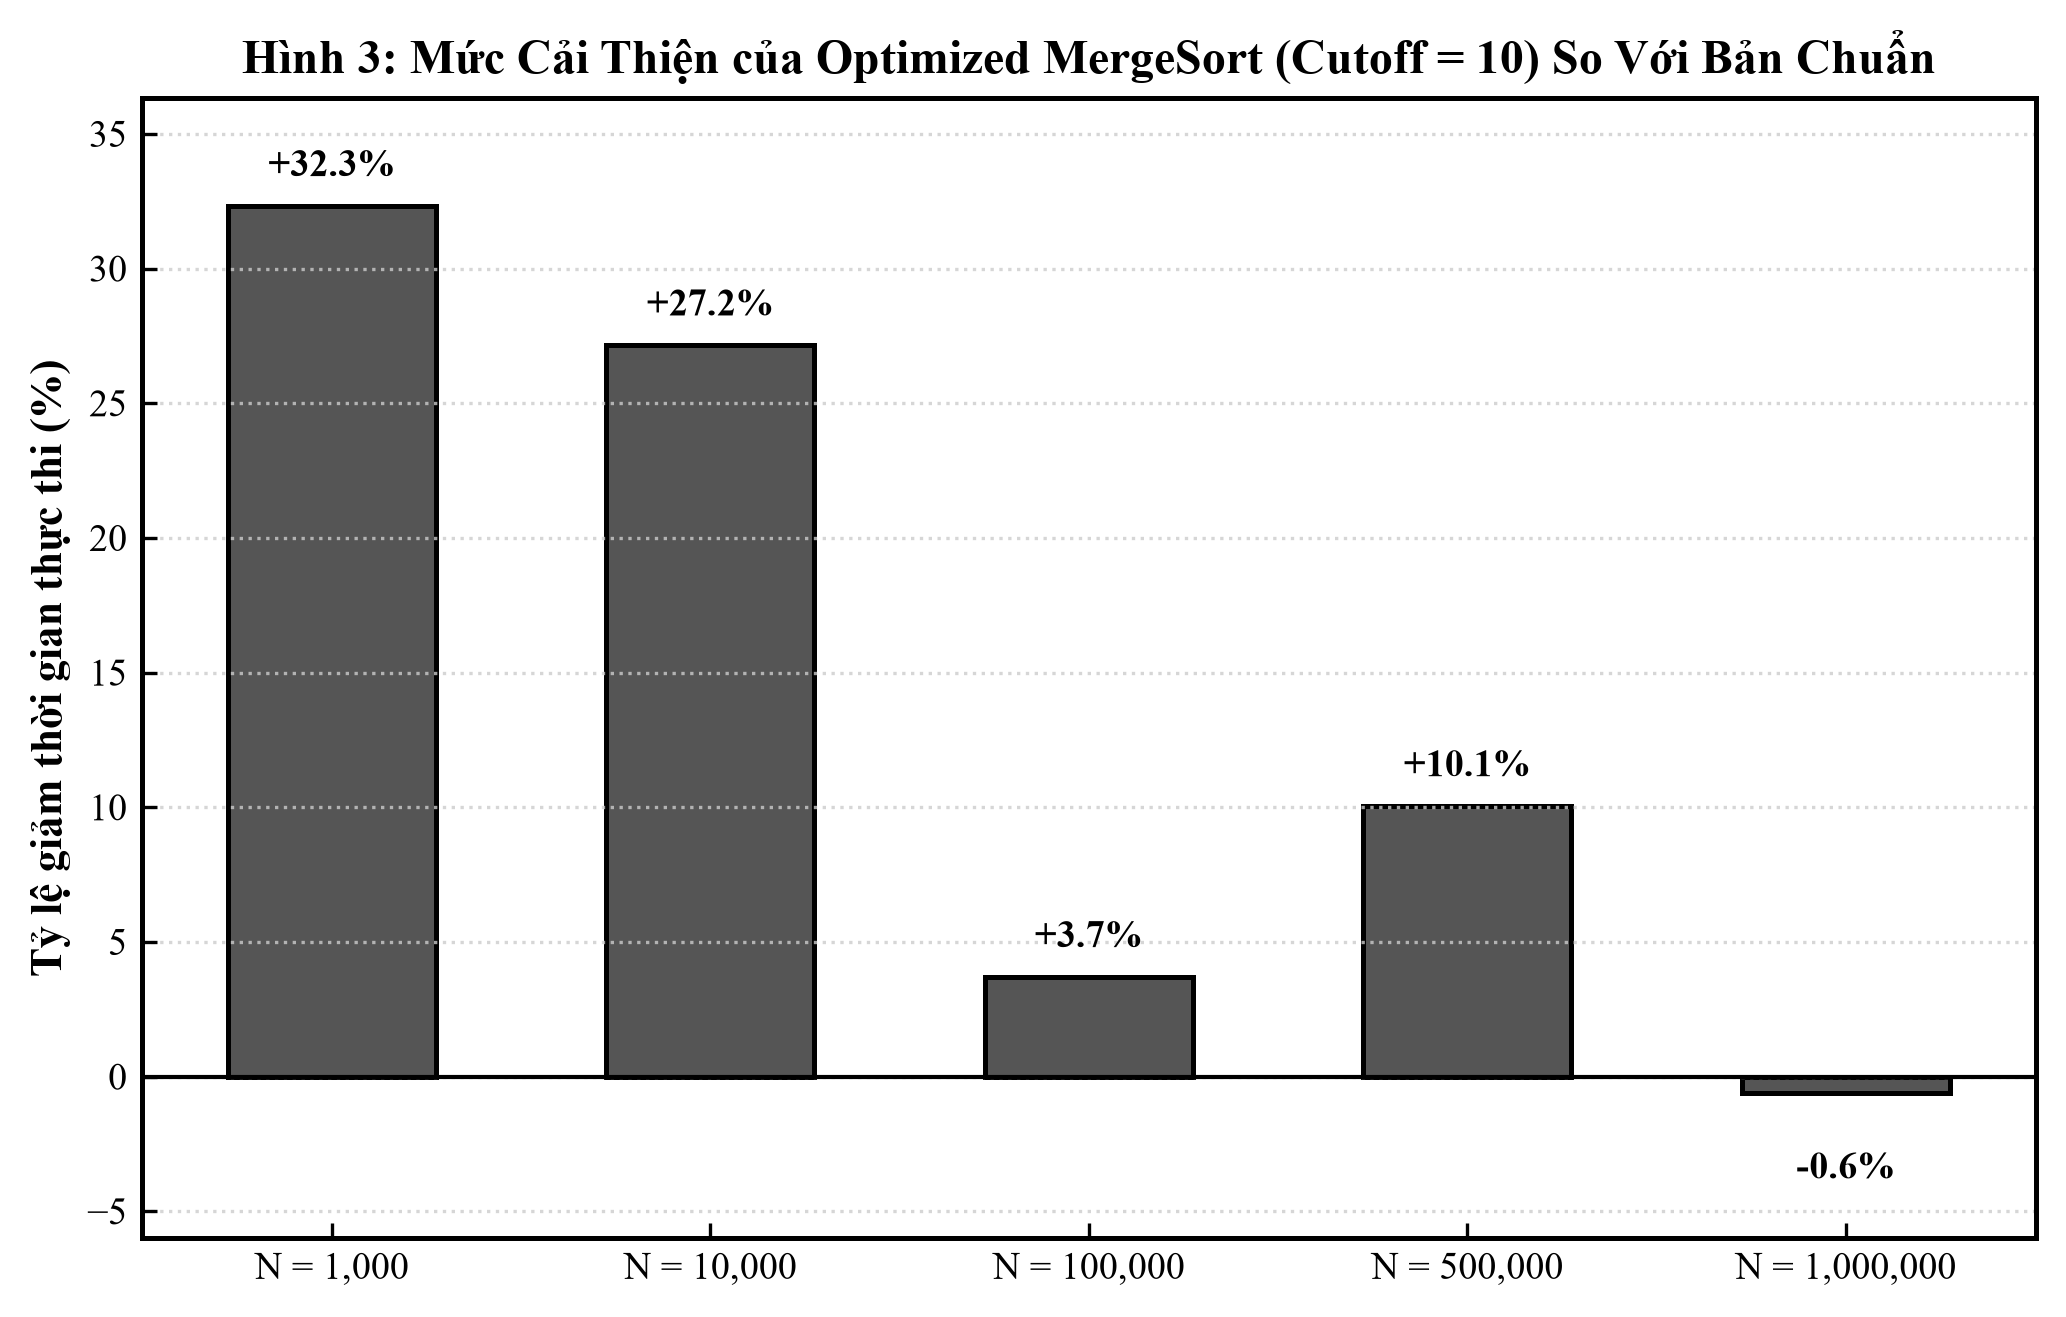 Hình 3: Mức Cải Thiện của Optimized MergeSort (Cutoff = 10) So Với Bản Chuẩn
Tỷ lệ giảm thời gian thực thi (%)
35
30
25
20
15
10
5
0
−5
+32.3%
+27.2%
+3.7%
+10.1%
-0.6%
N = 1,000
N = 10,000
N = 100,000
N = 500,000
N = 1,000,000